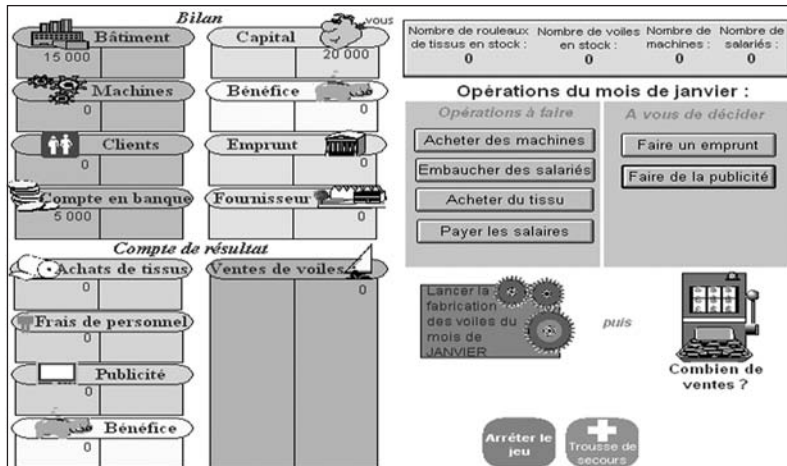 Bilan
Bâtiment
15 000
Capital
vous
20 000
Machines
0
Bénéfice
0
Clients
0
Emprunt
0
Compte en banque
5 000
Fournisseur
0
Compte de résultat
Achats de tissus
0
Ventes de voiles
0
Frais de personnel
0
Publicité
0
Bénéfice
0
Nombre de rouleaux
de tissus en stock :
0
Nombre de voiles
en stock :
0
Nombre de
machines :
0
Nombre de
salariés :
0
Opérations du mois de janvier :
Opérations à faire
Acheter des machines
Embaucher des salariés
Acheter du tissu
Payer les salaires
A vous de décider
Faire un emprunt
Faire de la publicité
Lancer la
fabrication
des voiles du
mois de
JANVIER
puis
Combien de
ventes ?
Arréter le
jeu
Trousse de
secours